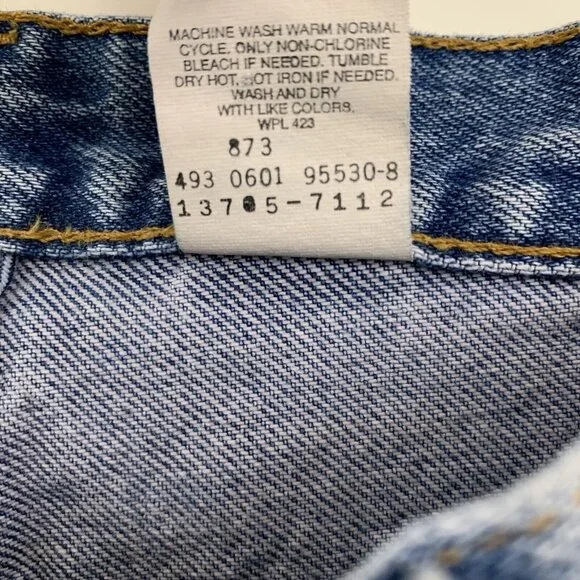 MACHINE WASH WARM NORMAL
CYCLE. ONLY NON-CHLORINE
BLEACH IF NEEDED. TUMBLE
DRY HOT, HOT IRON IF NEEDED.
WASH AND DRY
WITH LIKE COLORS.
WPL 423
873
493 0601 95530-8